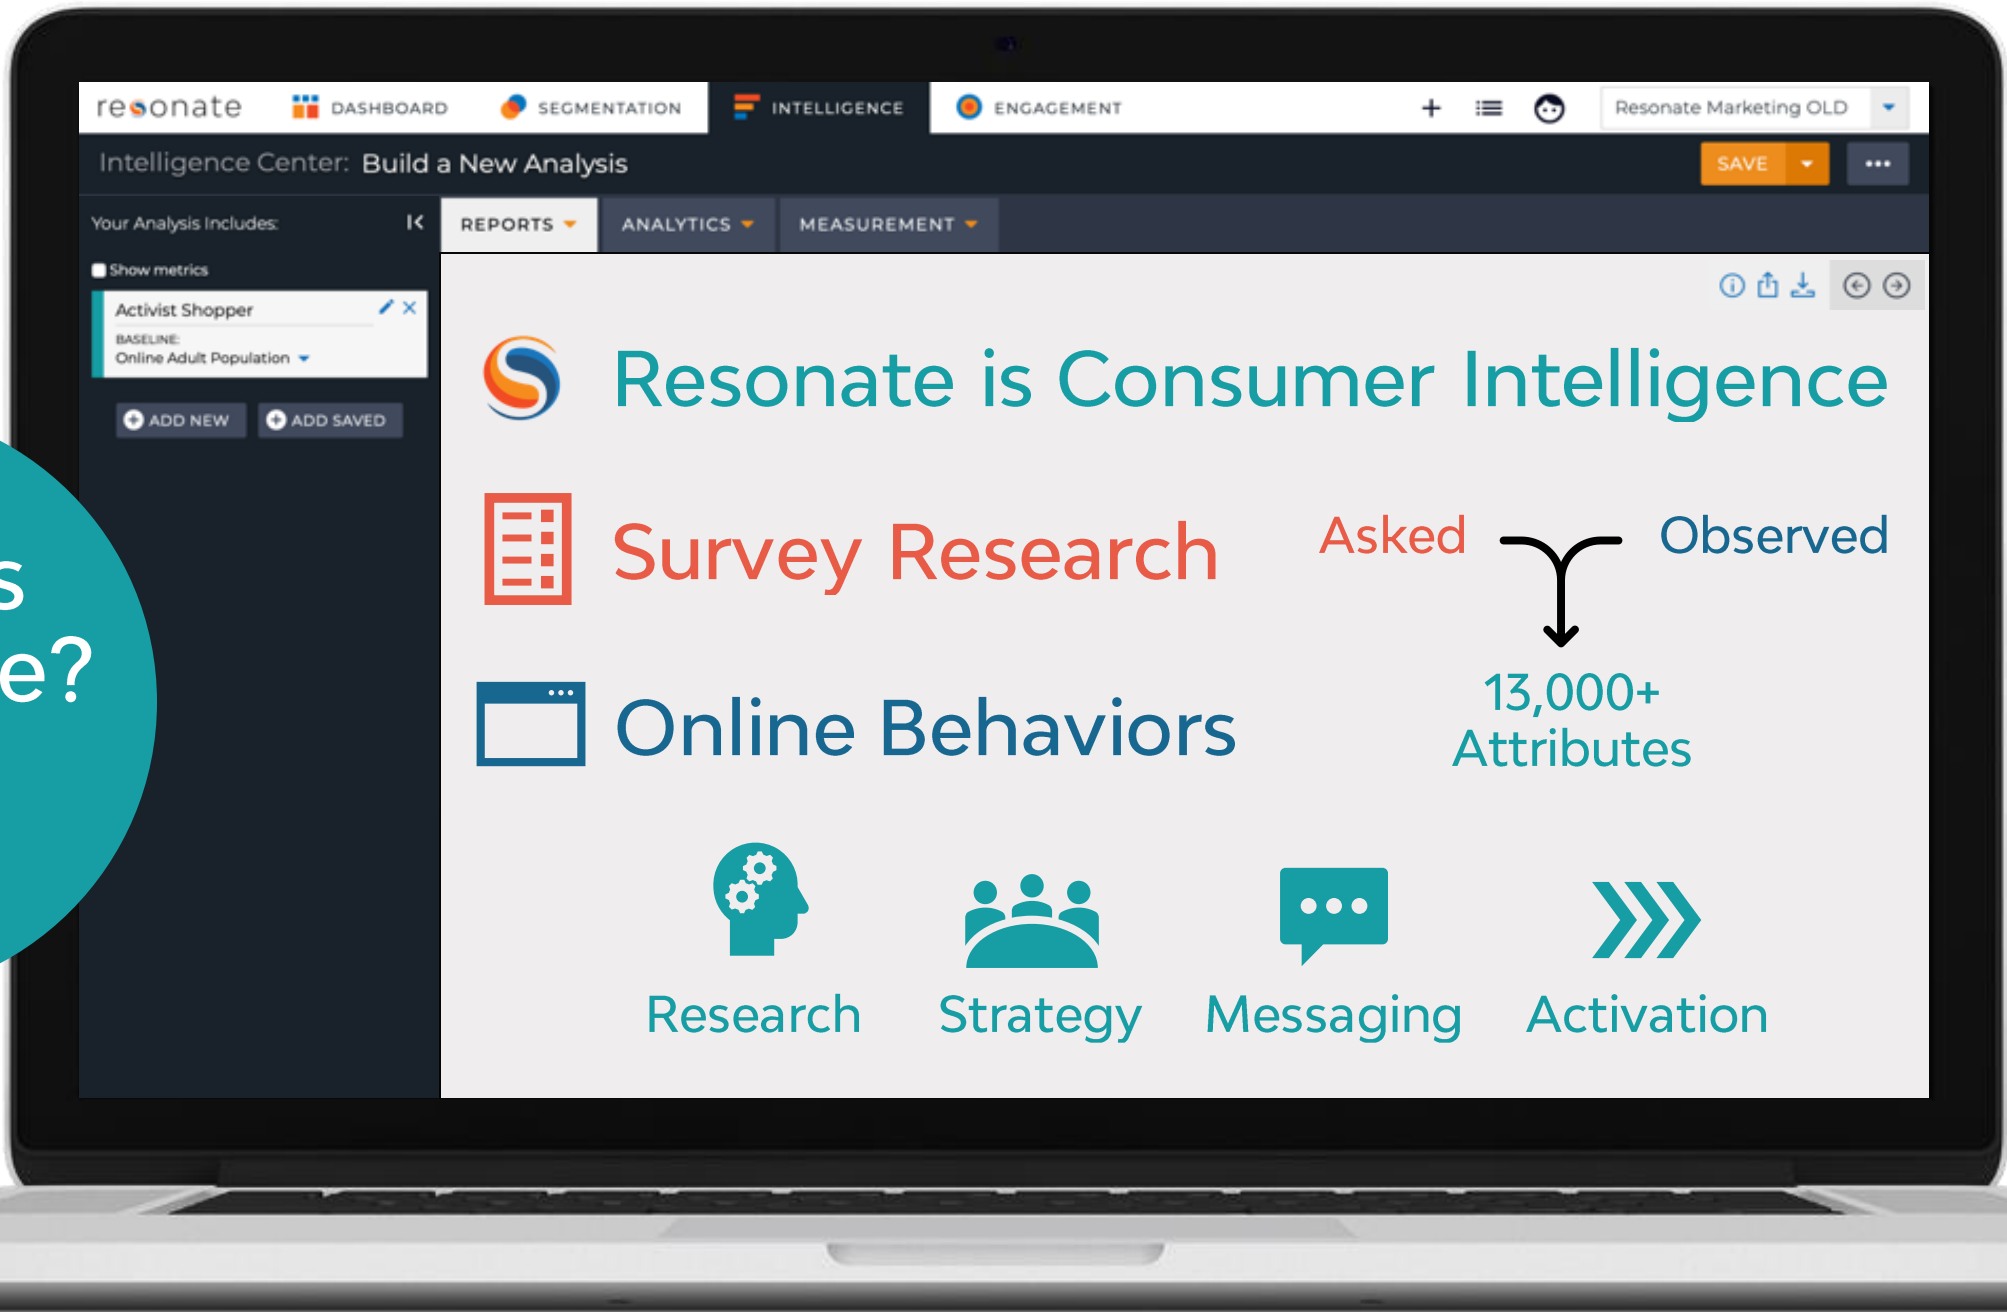 resonate
DASHBOARD
SEGMENTATION
INTELLIGENCE
ENGAGEMENT
Resonate Marketing OLD
Intelligence Center: Build a New Analysis
SAVE
Your Analysis Includes:
REPORTS
ANALYTICS
MEASUREMENT
Show metrics
Activist Shopper
BASELINE:
Online Adult Population
ADD NEW
ADD SAVED
s
e?
Resonate is Consumer Intelligence
Survey Research
Asked
Observed
Online Behaviors
13,000+
Attributes
Research
Strategy
Messaging
Activation